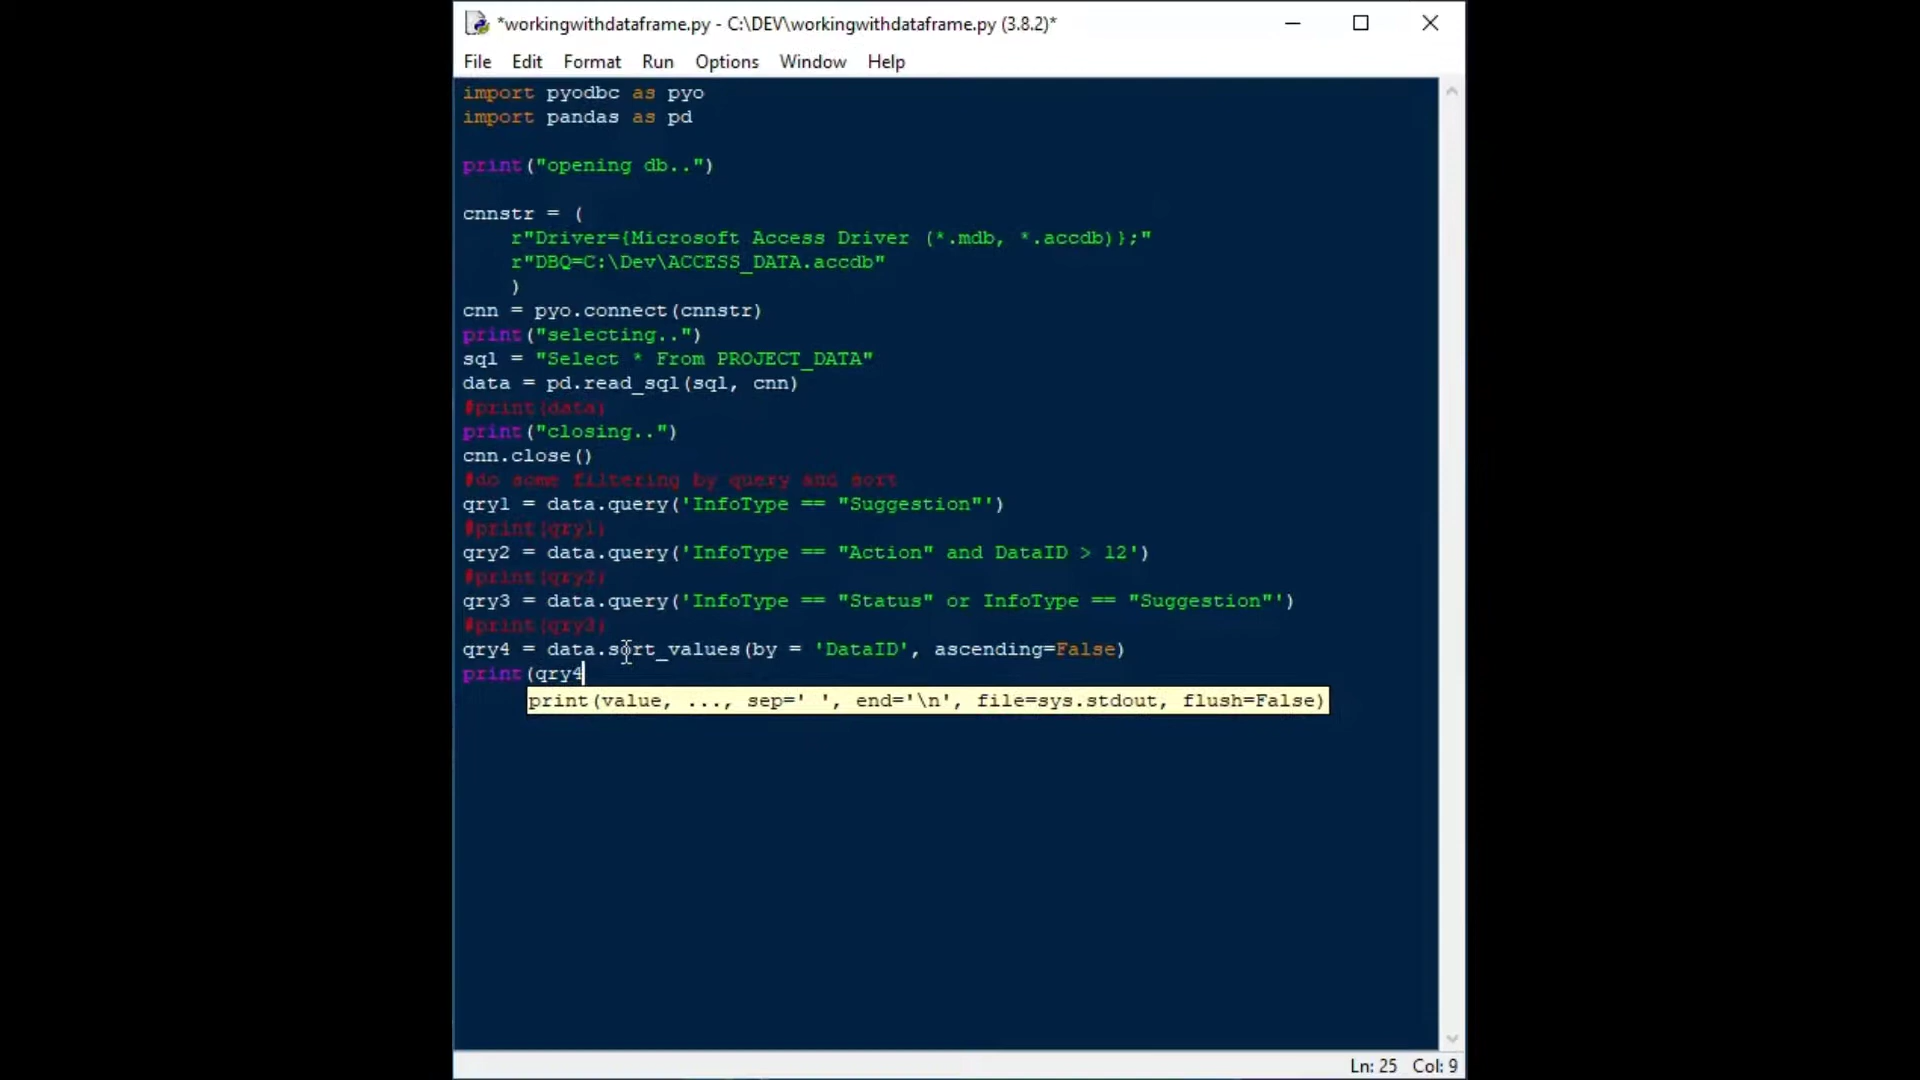 *workingwithdataframe.py - C:\DEV\workingwithdataframe.py (3.8.2)*
File Edit Format Run Options Window Help
import pyodbc as pyo
import pandas as pd
print("opening db..")
cnnstr = (
    r"Driver={Microsoft Access Driver (*.mdb, *.accdb)};"
    r"DBQ=C:\Dev\ACCESS_DATA.accdb"
    )
cnn = pyo.connect(cnnstr)
print("selecting..")
sql = "Select * From PROJECT_DATA"
data = pd.read_sql(sql, cnn)
#print(data)
print("closing..")
cnn.close()
#do some filtering by query and sort
qry1 = data.query('InfoType == "Suggestion"')
#print(qry1)
qry2 = data.query('InfoType == "Action" and DataID > 12')
#print(qry2)
qry3 = data.query('InfoType == "Status" or InfoType == "Suggestion"')
#print(qry3)
qry4 = data.sort_values(by = 'DataID', ascending=False)
print(qry4
print(value, ..., sep=' ', end='\n', file=sys.stdout, flush=False)
Ln: 25 Col: 9